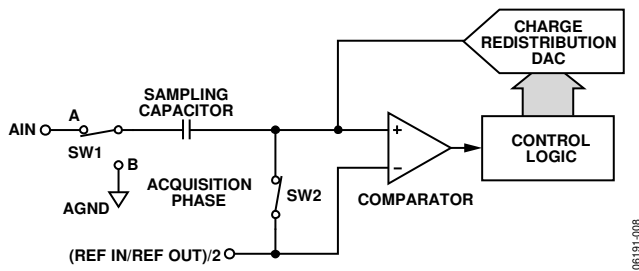 CHARGE
REDISTRIBUTION
DAC
SAMPLING
CAPACITOR
A
AIN
SW1
B
AGND
ACQUISITION
PHASE
SW2
+
−
COMPARATOR
CONTROL
LOGIC
(REF IN/REF OUT)/2
06191-008